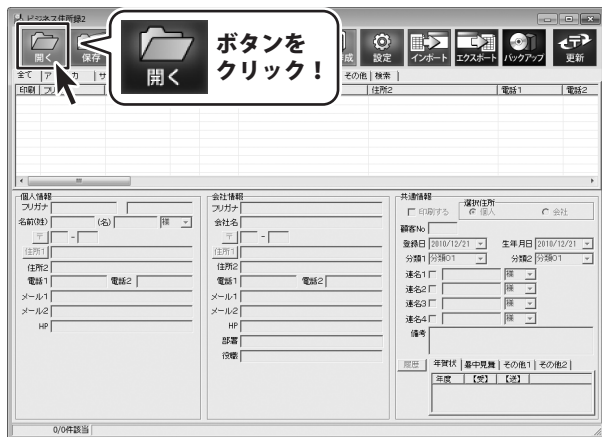 ビジネス住所録2
開く
保存
開く
ボタンを
クリック！
成
設定
インポート
エクスポート
バックアップ
更新
全て
ア
カ
サ
その他
検索
印刷
フリ
住所2
電話1
電話2
個人情報
フリガナ
名前(姓)
(名)
様
〒
-
住所1
住所2
電話1
電話2
メール1
メール2
HP
会社情報
フリガナ
会社名
〒
-
住所1
住所2
電話1
電話2
メール1
メール2
HP
部署
役職
共通情報
印刷する
選択住所
個人
会社
顧客No
登録日 2010/12/21
生年月日 2010/12/21
分類1 分類01
分類2 分類01
連名1
様
連名2
様
連名3
様
連名4
様
備考
履歴
年賀状
暑中見舞
その他1
その他2
年度
【受】
【送】
0/0件該当